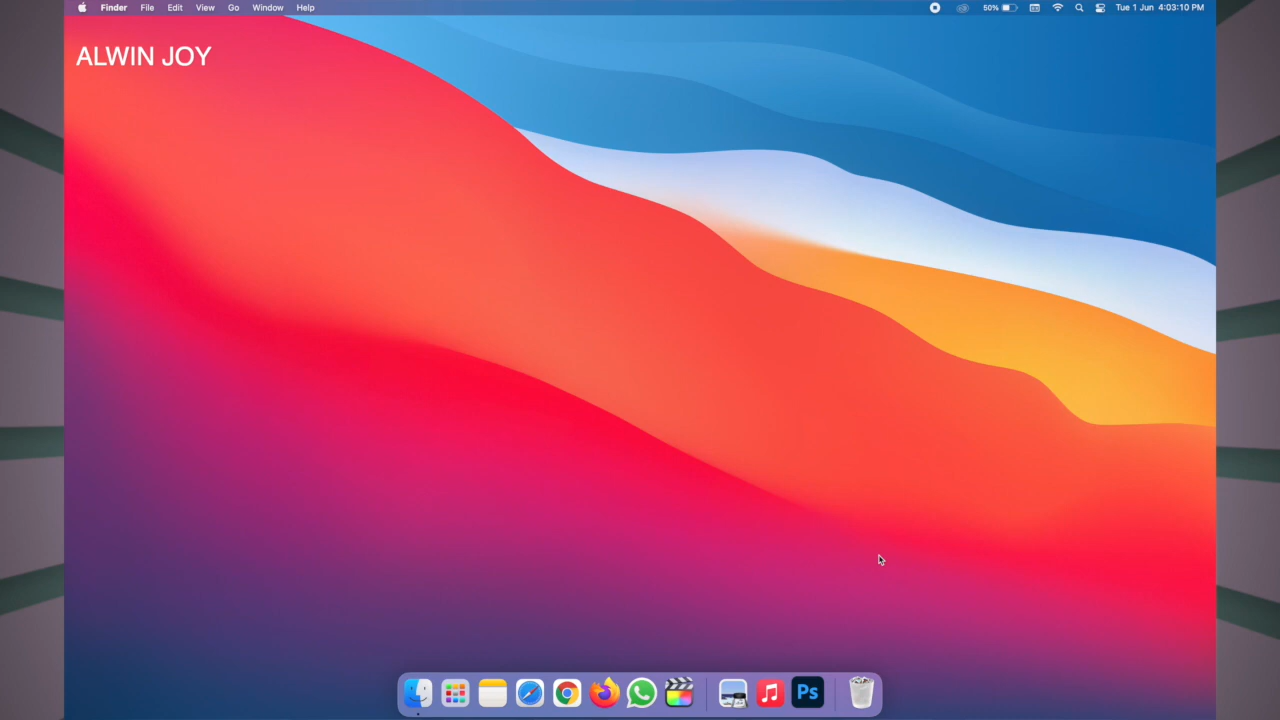 Finder File Edit View Go Window Help 50% Tue 1 Jun 4:03:10 PM
ALWIN JOY
Ps